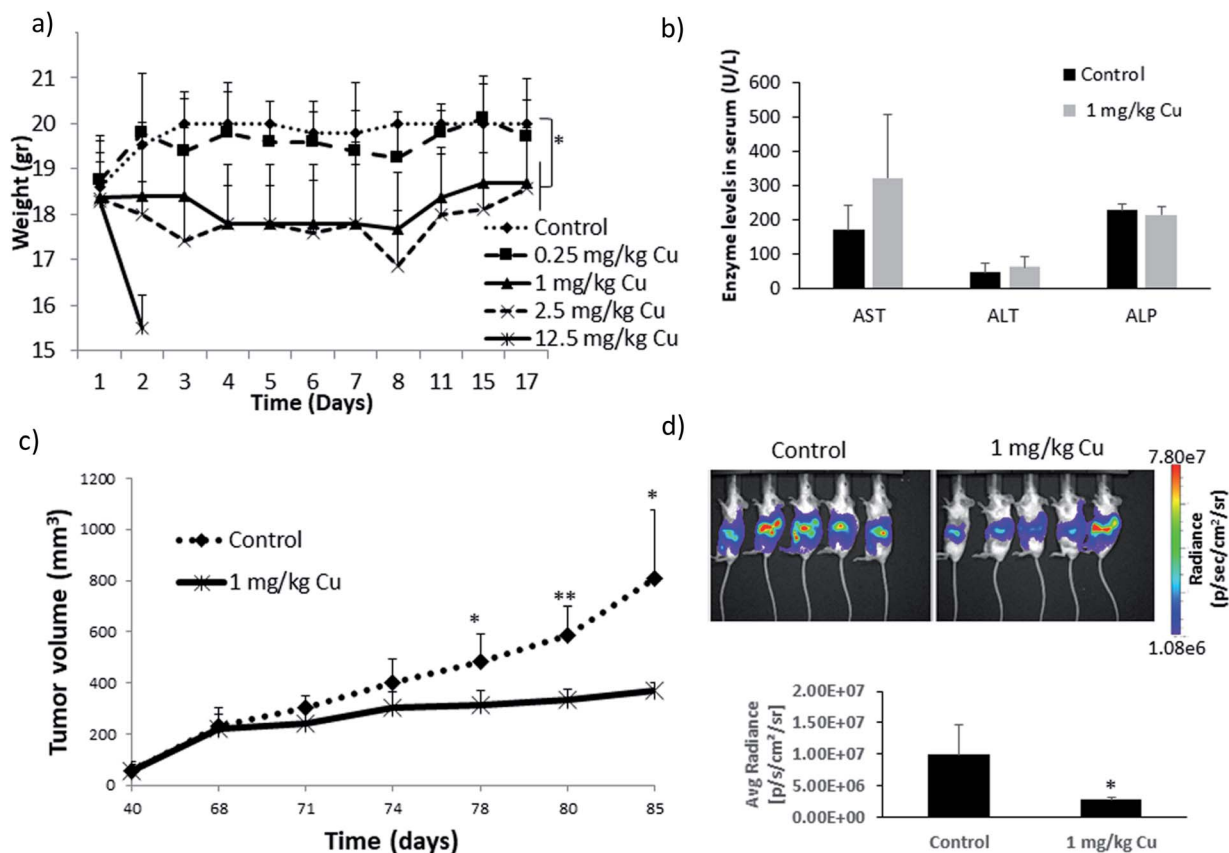 a)
21
20
19
18
17
16
15
Weight (gr)
1 2 3 4 5 6 7 8 11 15 17
Time (Days)
*
Control
0.25 mg/kg Cu
1 mg/kg Cu
2.5 mg/kg Cu
12.5 mg/kg Cu
b)
600
500
400
300
200
100
0
Enzyme levels in serum (U/L)
Control
1 mg/kg Cu
AST ALT ALP
c)
1200
1000
800
600
400
200
0
Tumor volume (mm³)
Control
1 mg/kg Cu
* ** *
40 68 71 74 78 80 85
Time (days)
d)
Control 1 mg/kg Cu
7.80e7
Radiance
(p/sec/cm²/sr)
1.08e6
2.00E+07
1.50E+07
1.00E+07
5.00E+06
0.00E+00
Avg Radiance
[p/s/cm²/sr]
*
Control 1 mg/kg Cu